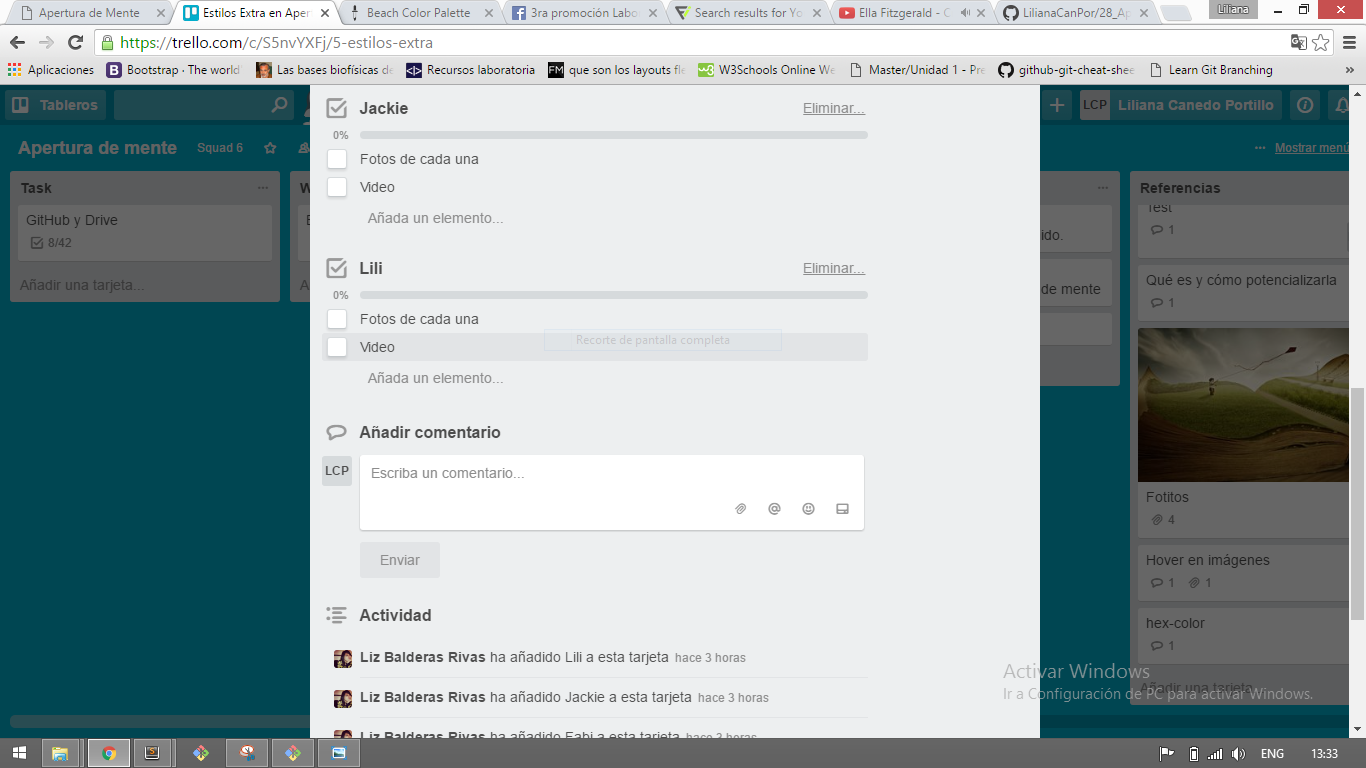 Liliana
Apertura de Mente
Estilos Extra en Aper
Beach Color Palette
3ra promoción Labo
Search results for Yo
Ella Fitzgerald - C
LilianaCanPor/28_Ap
https://trello.com/c/S5nvYXFj/5-estilos-extra
Aplicaciones
Bootstrap · The world'
Las bases biofísicas de
Recursos laboratoria
que son los layouts fle
W3Schools Online We
Master/Unidad 1 - Pre
github-git-cheat-shee
Learn Git Branching
»
Tableros
LCP
Liliana Canedo Portillo
Apertura de mente
Squad 6
Mostrar menú
Task
GitHub y Drive
8/42
Añadir una tarjeta...
W
Jackie
Eliminar...
0%
Fotos de cada una
Video
Añada un elemento...
Lili
Eliminar...
0%
Fotos de cada una
Video
Recorte de pantalla completa
Añada un elemento...
Añadir comentario
LCP
Escriba un comentario...
Enviar
Actividad
Liz Balderas Rivas ha añadido Lili a esta tarjeta hace 3 horas
Liz Balderas Rivas ha añadido Jackie a esta tarjeta hace 3 horas
Liz Balderas Rivas ha añadido Fabi a esta tarjeta hace 3 horas
ido.
de mente
Referencias
Test
1
Qué es y cómo potencializarla
1
Fotitos
4
Hover en imágenes
1 1
hex-color
1
Añadir una tarjeta...
Activar Windows
Ir a Configuración de PC para activar Windows.
ENG
13:33